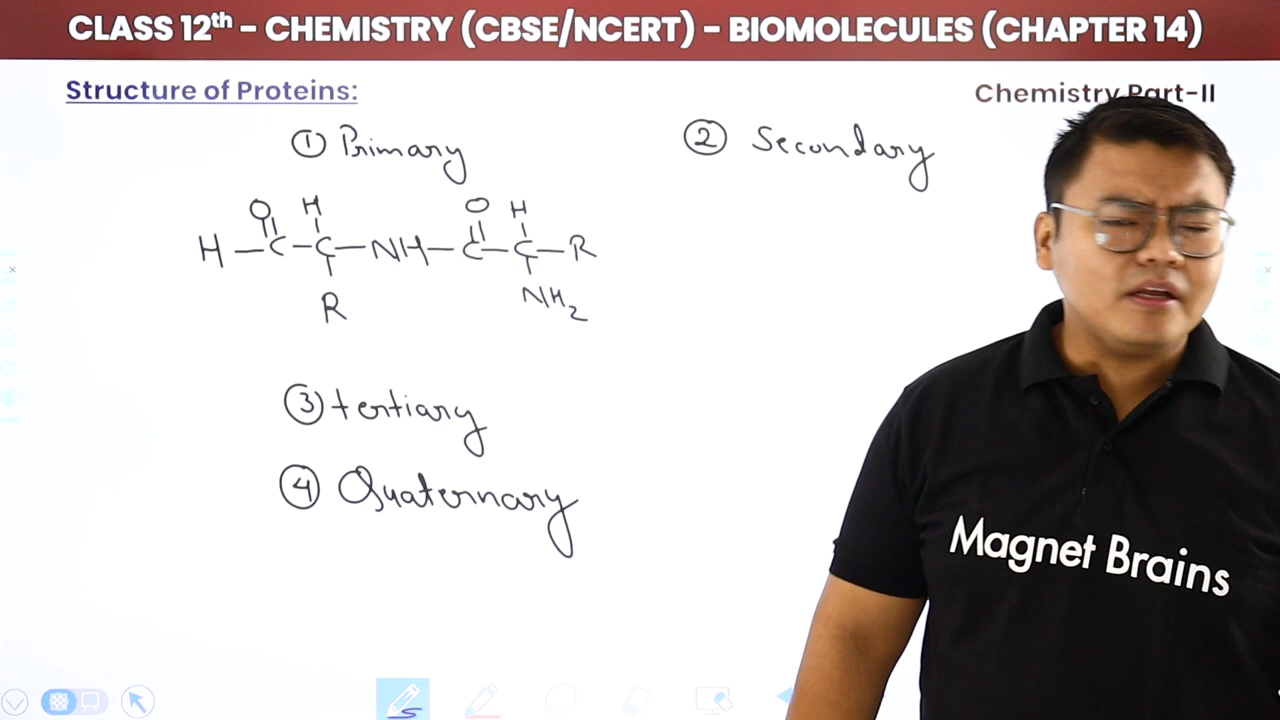 CLASS 12th – CHEMISTRY (CBSE/NCERT) – BIOMOLECULES (CHAPTER 14)
Structure of Proteins:
Chemistry Part-II
① Primary
② Secondary
O H O H
H – C – C – NH – C – C – R
R NH2
③ tertiary
④ Quaternary
Magnet Brains